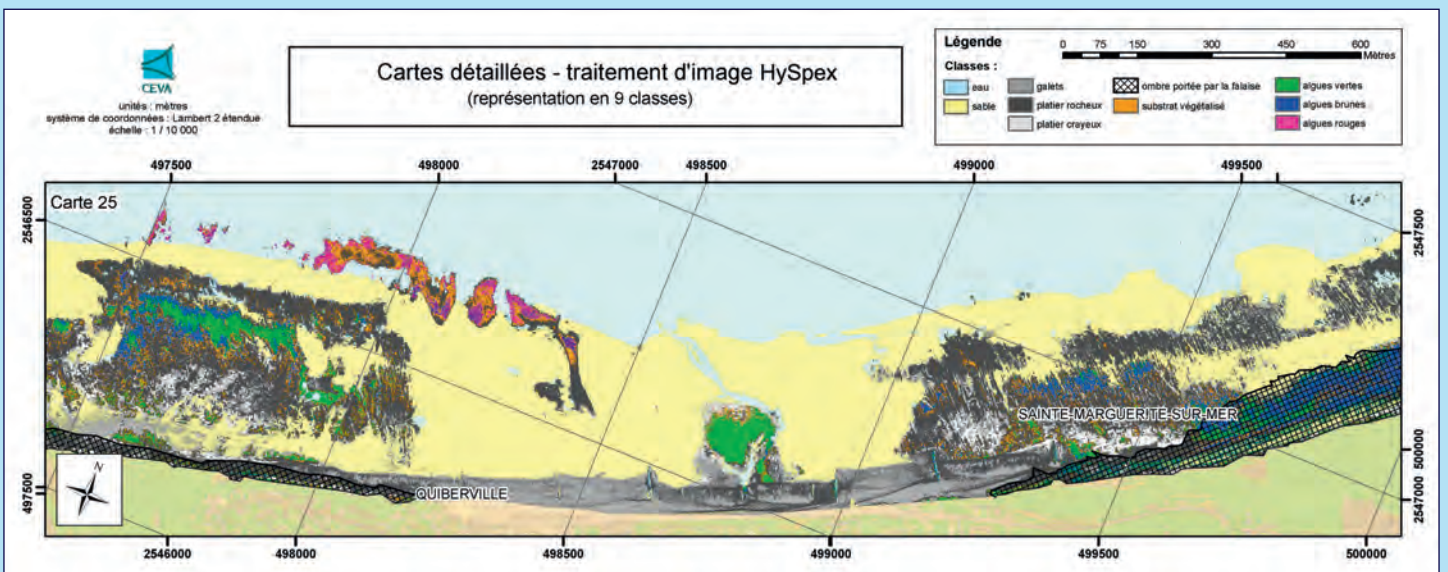 CEVA
unités : mètres
système de coordonnées : Lambert 2 étendue
échelle : 1 / 10 000
Cartes détaillées - traitement d'image HySpex
(représentation en 9 classes)
Légende
0 75 150 300 450 600
Mètres
Classes :
eau
sable
galets
platier rocheux
platier crayeux
ombre portée par la falaise
substrat végétalisé
algues vertes
algues brunes
algues rouges
497500 498000 2547000 498500 499000 499500
Carte 25
2546500
2547500
SAINTE-MARGUERITE-SUR-MER
QUIBERVILLE
N
497500
500000
2547000
2546000 498000 498500 499000 499500 500000